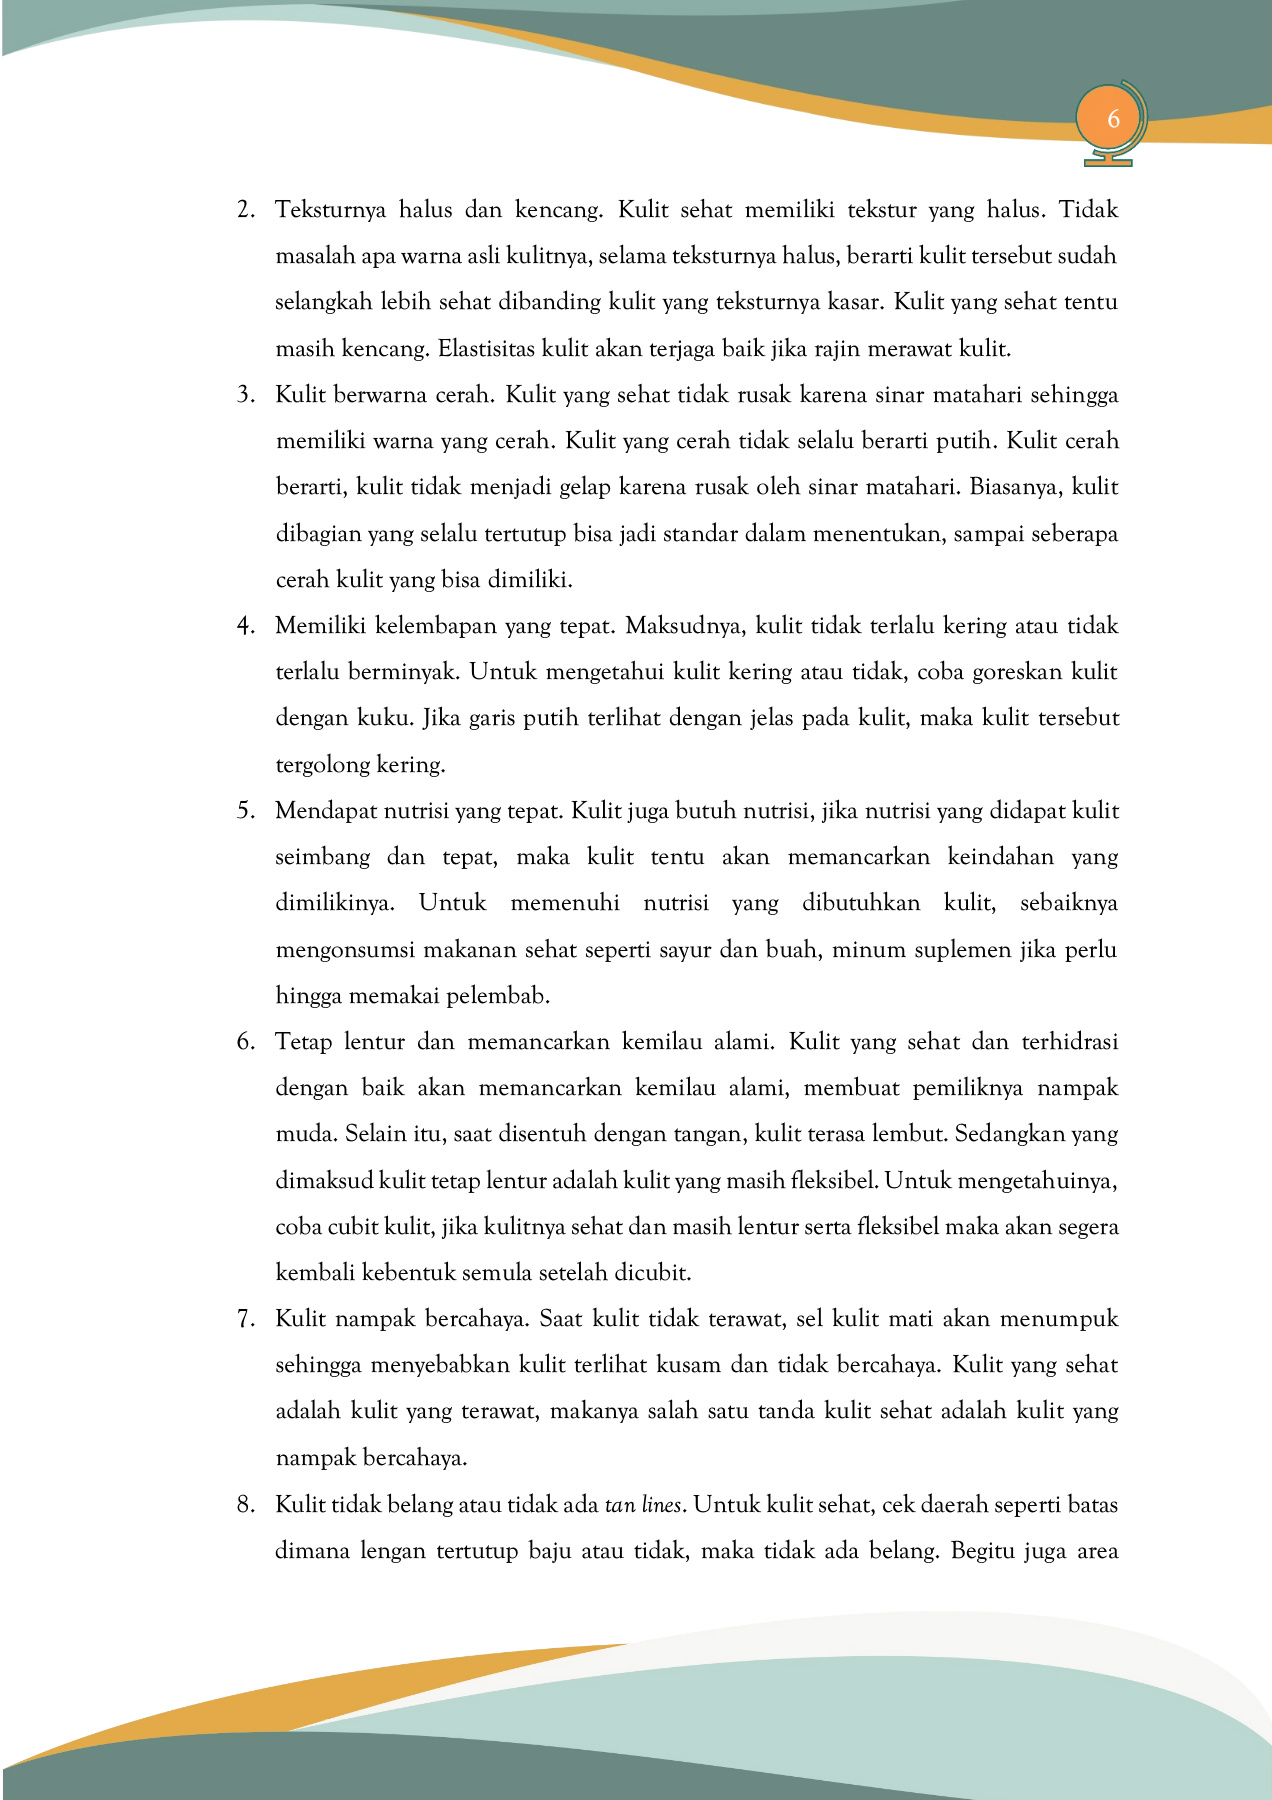 6
2. Teksturnya halus dan kencang. Kulit sehat memiliki tekstur yang halus. Tidak
masalah apa warna asli kulitnya, selama teksturnya halus, berarti kulit tersebut sudah
selangkah lebih sehat dibanding kulit yang teksturnya kasar. Kulit yang sehat tentu
masih kencang. Elastisitas kulit akan terjaga baik jika rajin merawat kulit.
3. Kulit berwarna cerah. Kulit yang sehat tidak rusak karena sinar matahari sehingga
memiliki warna yang cerah. Kulit yang cerah tidak selalu berarti putih. Kulit cerah
berarti, kulit tidak menjadi gelap karena rusak oleh sinar matahari. Biasanya, kulit
dibagian yang selalu tertutup bisa jadi standar dalam menentukan, sampai seberapa
cerah kulit yang bisa dimiliki.
4. Memiliki kelembapan yang tepat. Maksudnya, kulit tidak terlalu kering atau tidak
terlalu berminyak. Untuk mengetahui kulit kering atau tidak, coba goreskan kulit
dengan kuku. Jika garis putih terlihat dengan jelas pada kulit, maka kulit tersebut
tergolong kering.
5. Mendapat nutrisi yang tepat. Kulit juga butuh nutrisi, jika nutrisi yang didapat kulit
seimbang dan tepat, maka kulit tentu akan memancarkan keindahan yang
dimilikinya. Untuk memenuhi nutrisi yang dibutuhkan kulit, sebaiknya
mengonsumsi makanan sehat seperti sayur dan buah, minum suplemen jika perlu
hingga memakai pelembab.
6. Tetap lentur dan memancarkan kemilau alami. Kulit yang sehat dan terhidrasi
dengan baik akan memancarkan kemilau alami, membuat pemiliknya nampak
muda. Selain itu, saat disentuh dengan tangan, kulit terasa lembut. Sedangkan yang
dimaksud kulit tetap lentur adalah kulit yang masih fleksibel. Untuk mengetahuinya,
coba cubit kulit, jika kulitnya sehat dan masih lentur serta fleksibel maka akan segera
kembali kebentuk semula setelah dicubit.
7. Kulit nampak bercahaya. Saat kulit tidak terawat, sel kulit mati akan menumpuk
sehingga menyebabkan kulit terlihat kusam dan tidak bercahaya. Kulit yang sehat
adalah kulit yang terawat, makanya salah satu tanda kulit sehat adalah kulit yang
nampak bercahaya.
8. Kulit tidak belang atau tidak ada tan lines. Untuk kulit sehat, cek daerah seperti batas
dimana lengan tertutup baju atau tidak, maka tidak ada belang. Begitu juga area